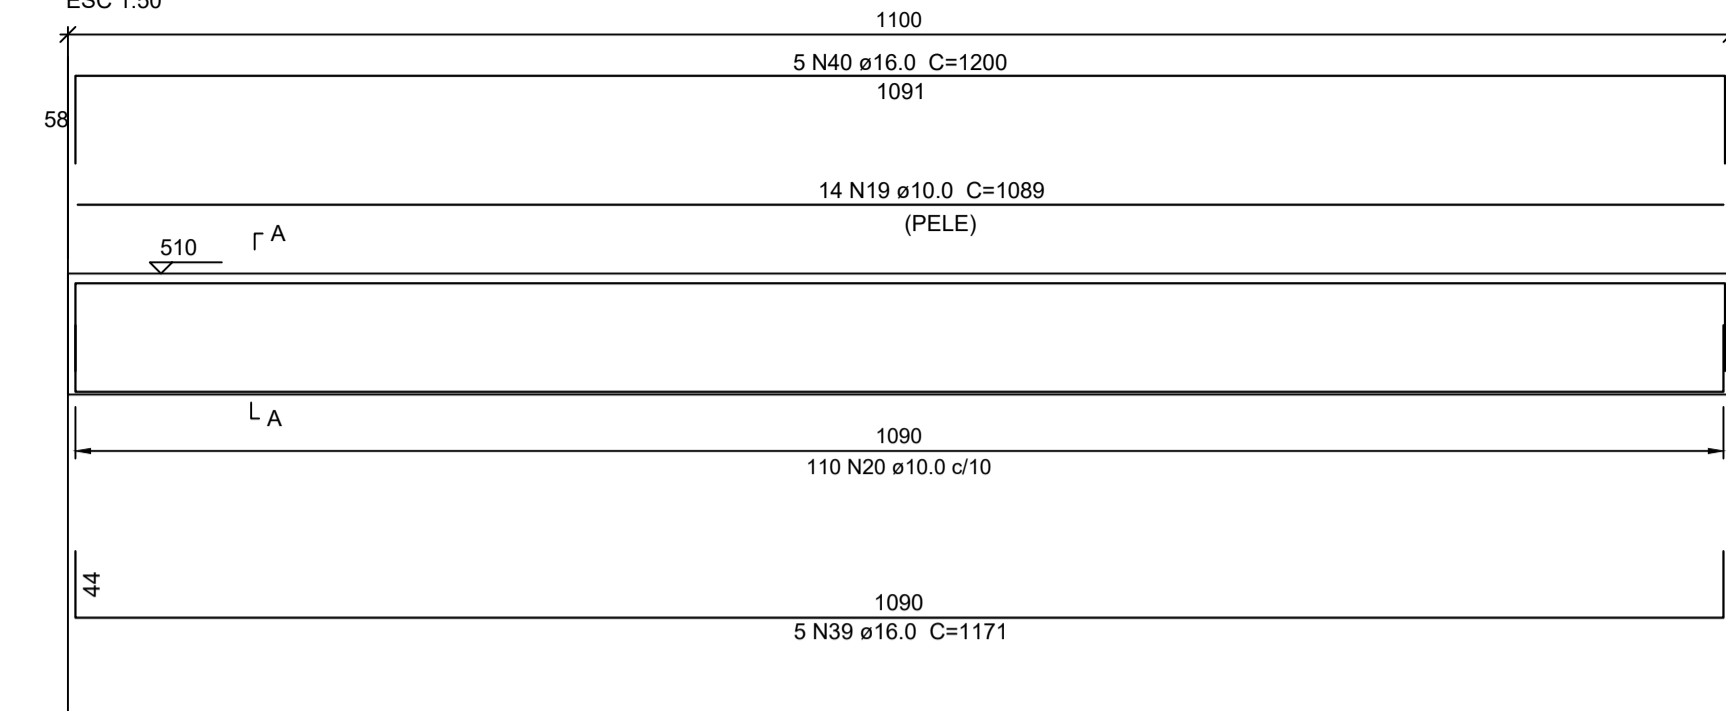 ESC 1:50
1100
5 N40 ø16.0 C=1200
1091
58
14 N19 ø10.0 C=1089
(PELE)
510
A
A
1090
110 N20 ø10.0 c/10
44
1090
5 N39 ø16.0 C=1171